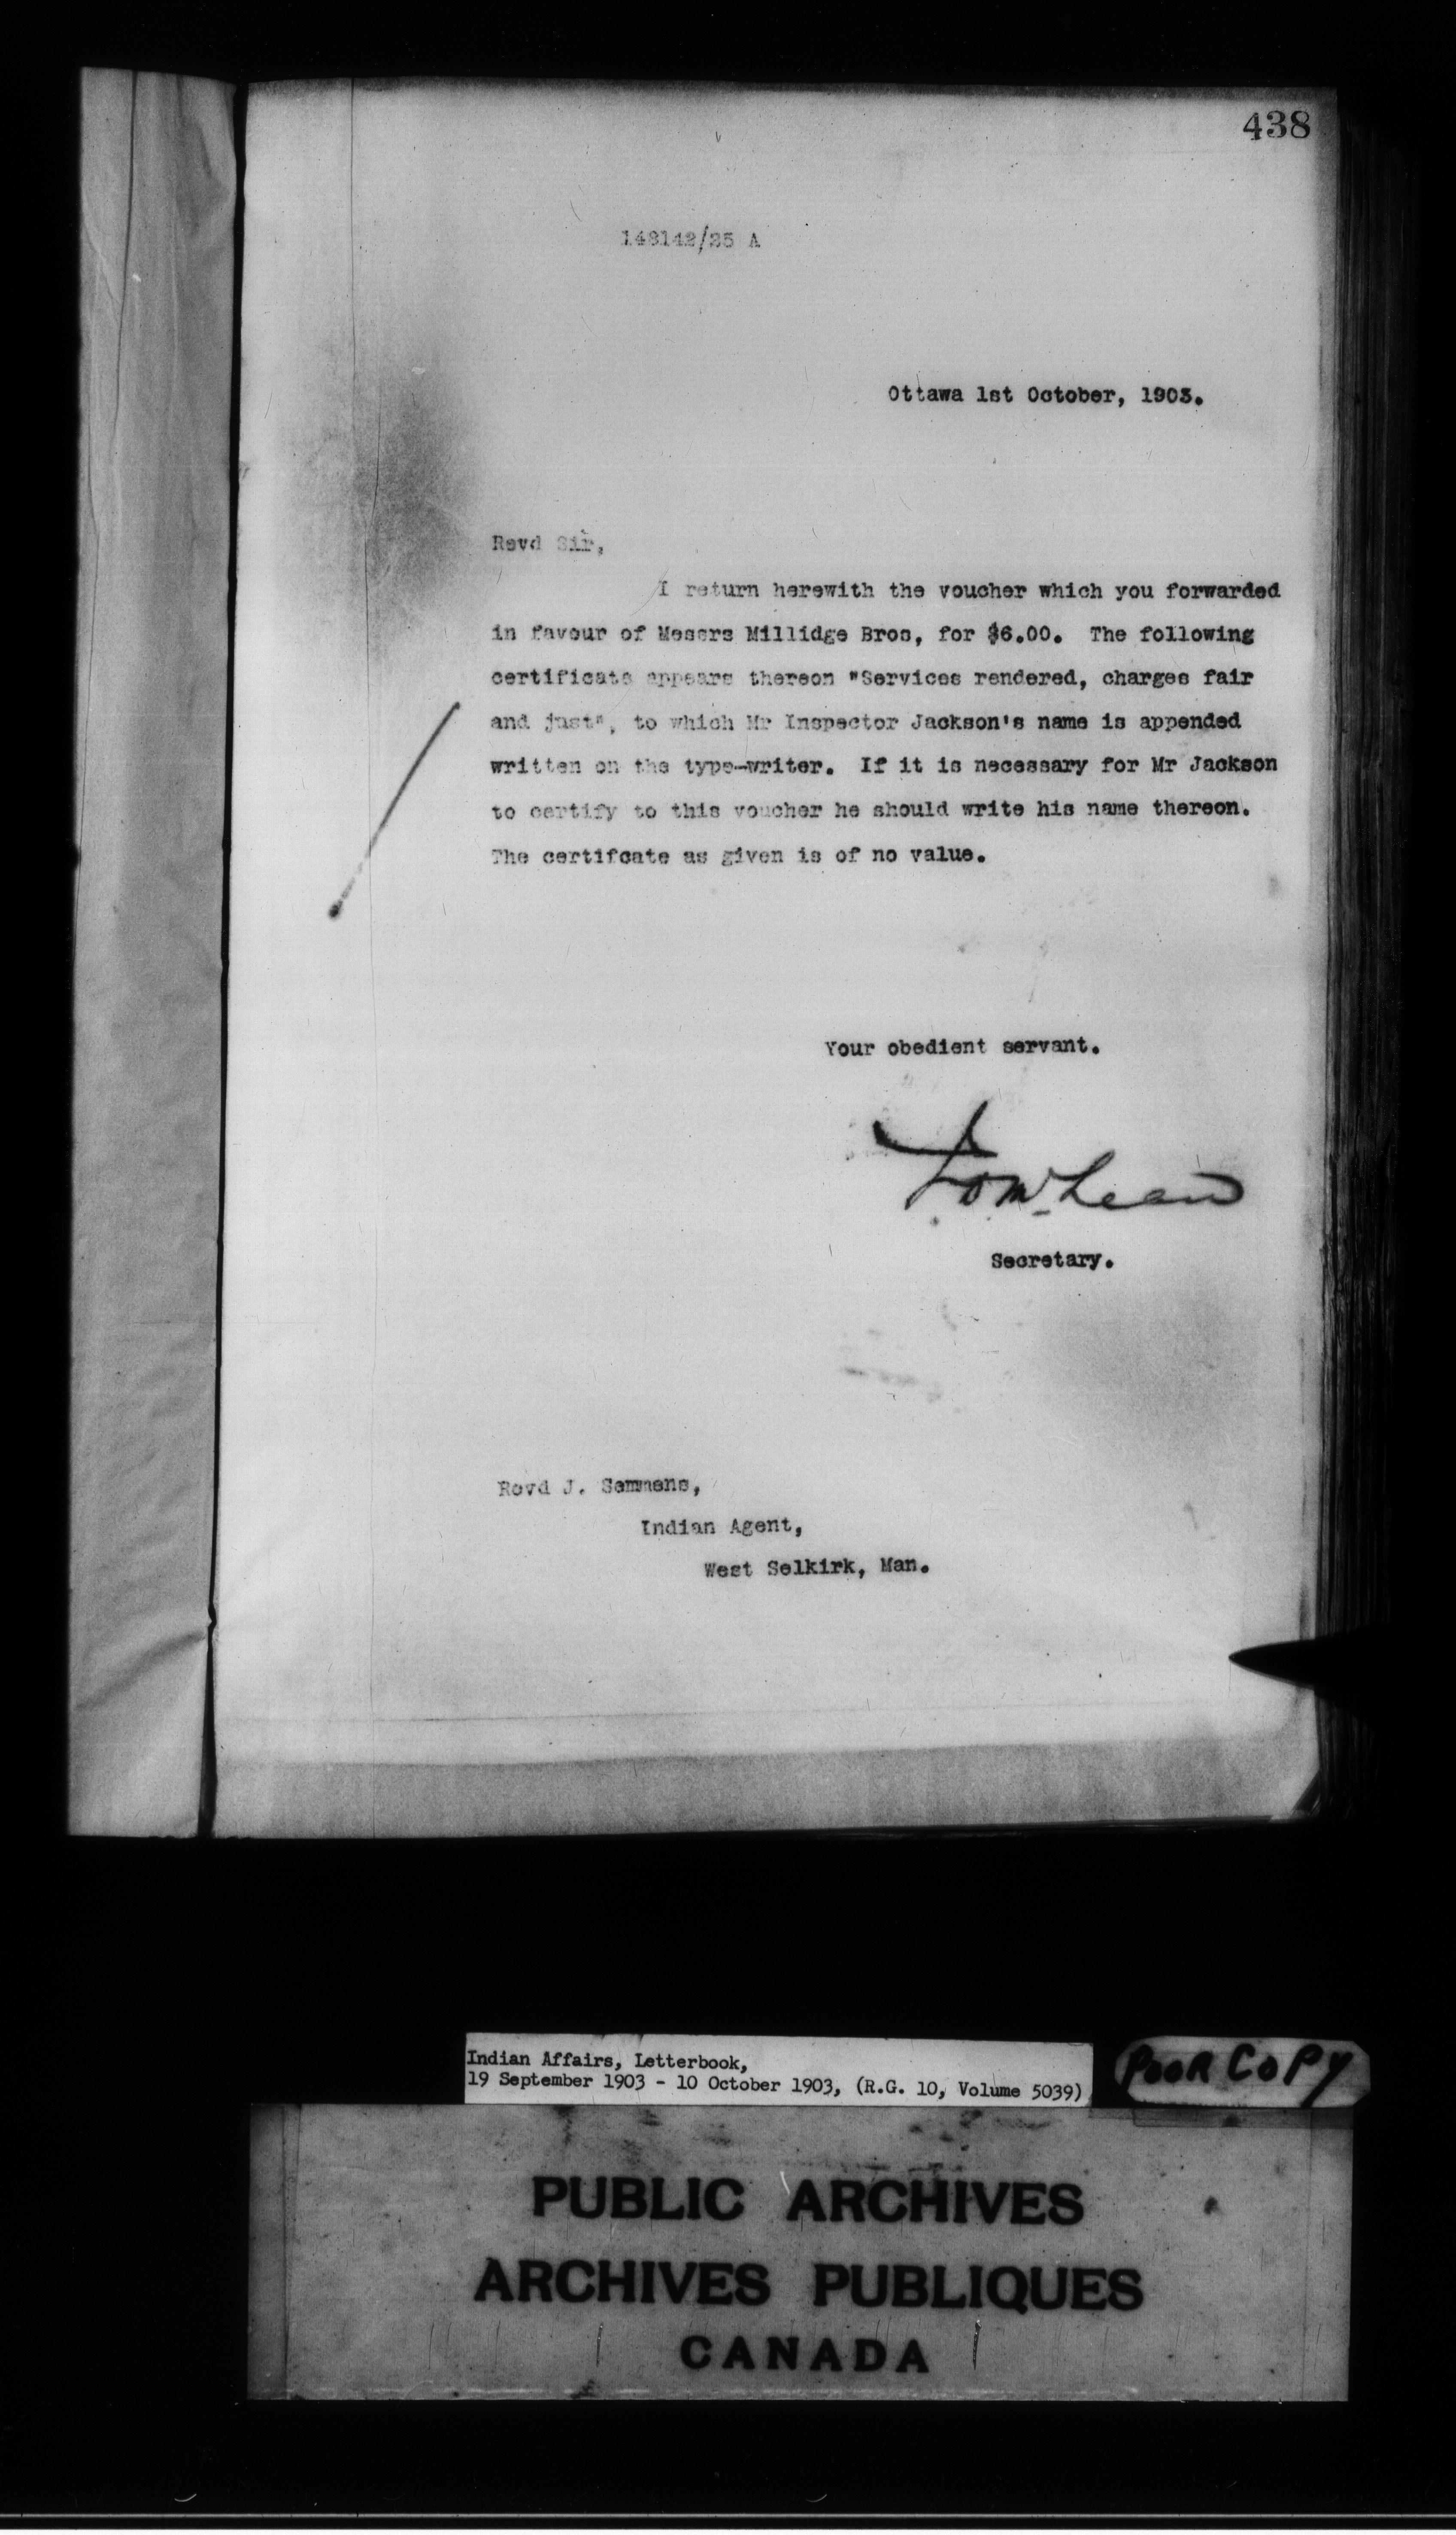 438
148142/25 A
Ottawa 1st October, 1903.
Revd Sir,
I return herewith the voucher which you forwarded
in favour of Messrs Millidge Bros, for $6.00. The following
certificate appears thereon "Services rendered, charges fair
and just", to which Mr Inspector Jackson's name is appended
written on the type-writer. If it is necessary for Mr Jackson
to certify to this voucher he should write his name thereon.
The certifcate as given is of no value.
Your obedient servant.
Secretary.
Revd J. Semmens,
Indian Agent,
West Selkirk, Man.
Indian Affairs, Letterbook,
19 September 1903 - 10 October 1903, (R.G. 10, Volume 5039)
POOR COPY
PUBLIC ARCHIVES
ARCHIVES PUBLIQUES
CANADA